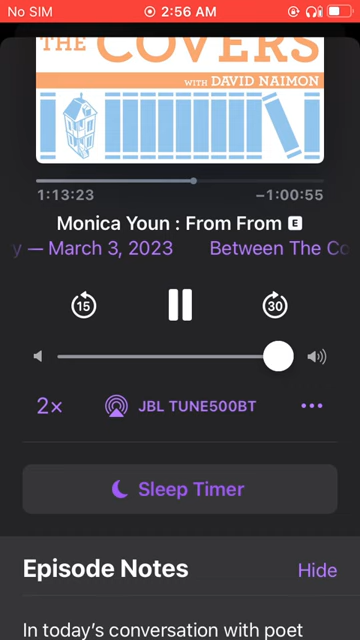 No SIM 2:56 AM
THE COVERS
WITH DAVID NAIMON
1:13:23 −1:00:55
Monica Youn : From From E
y — March 3, 2023 Between The Co
15 30
2× JBL TUNE500BT
Sleep Timer
Episode Notes Hide
In today’s conversation with poet